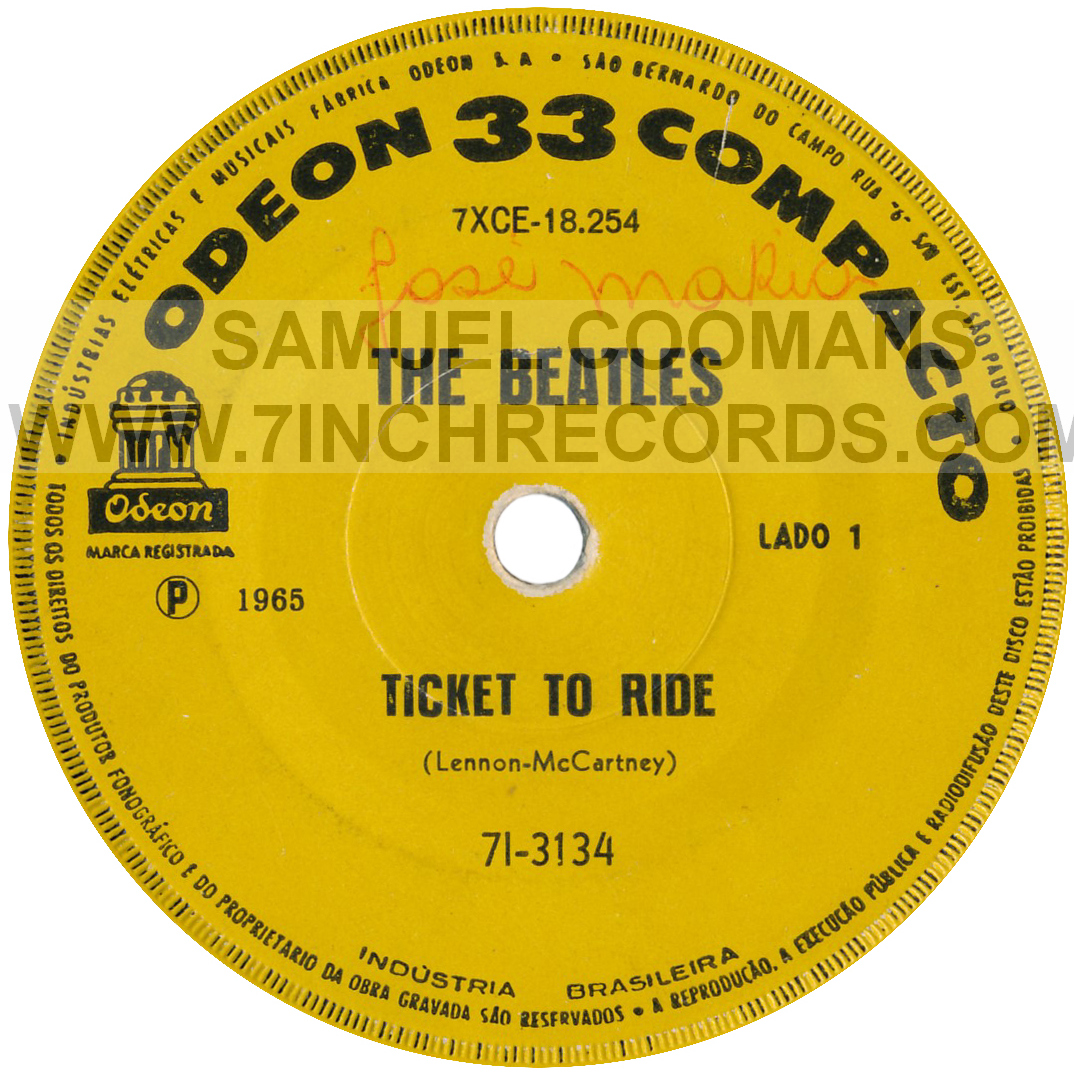 • INDÚSTRIAS ELÉTRICAS E MUSICAIS FÁBRICA ODEON S. A • SÃO BERNARDO DO CAMPO RUA "6" S/N EST. SÃO PAULO •
ODEON 33 COMPACTO
7XCE-18.254
José Maria
SAMUEL COOMANS
THE BEATLES
WWW.7INCHRECORDS.COM
Odeon
MARCA REGISTRADA
LADO 1
P 1965
TICKET TO RIDE
(Lennon-McCartney)
7I-3134
INDÚSTRIA BRASILEIRA
TODOS OS DIREITOS DO PRODUTOR FONOGRÁFICO E DO PROPRIETARIO DA OBRA GRAVADA SÃO RESERVADOS • A REPRODUÇÃO, A EXECUCÃO PÚBLICA E RADIODIFUSÃO DESTE DISCO ESTÃO PROIBIDAS •